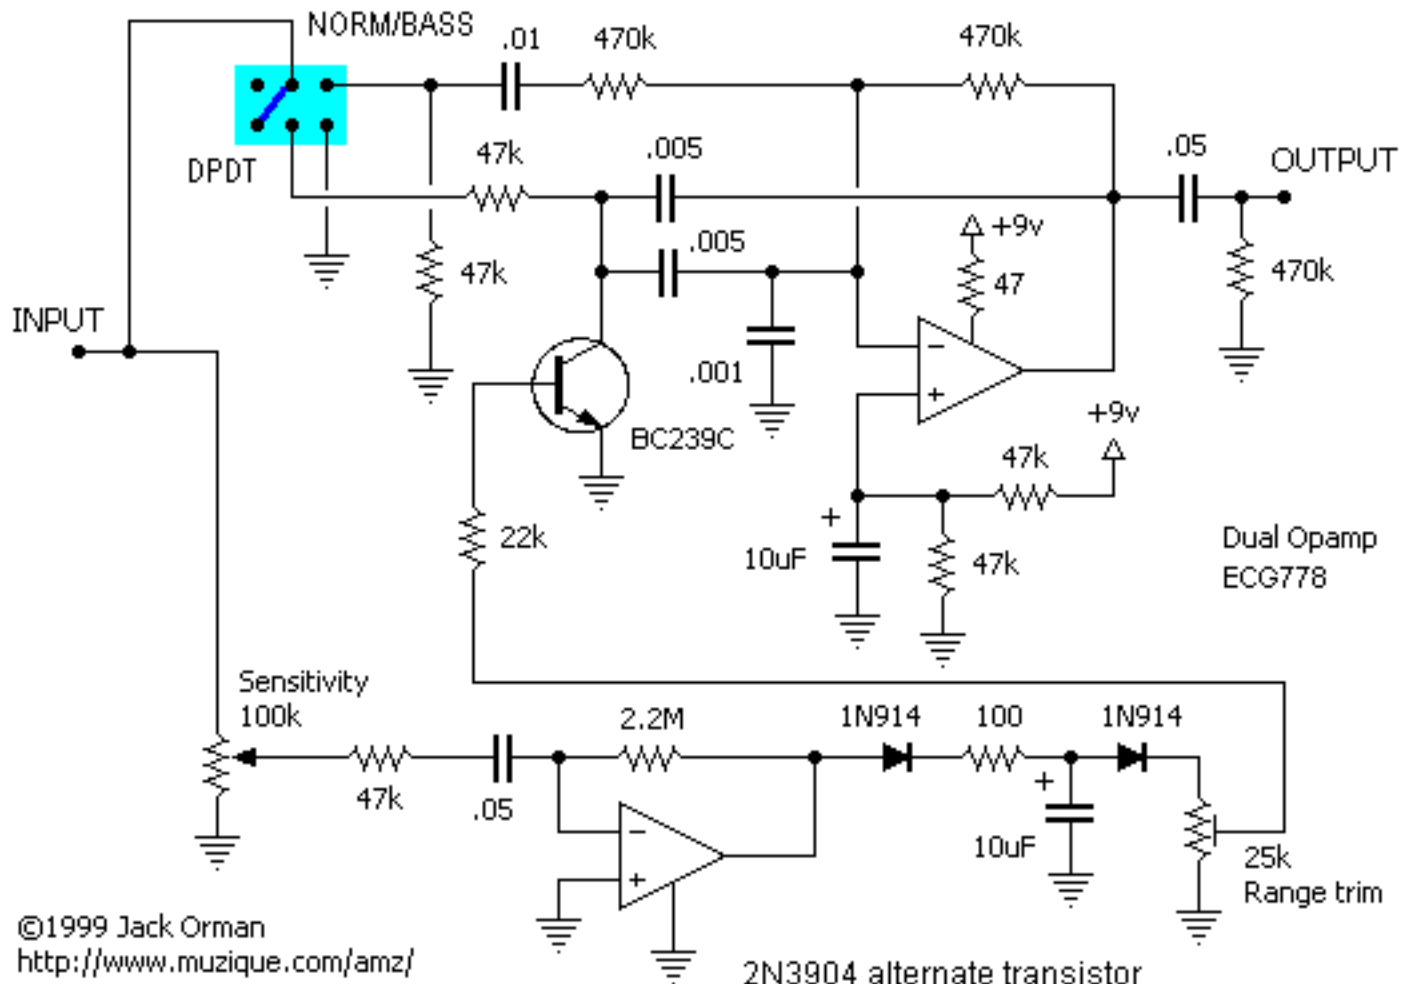 NORM/BASS
.01
470k
470k
DPDT
47k
.005
.05
OUTPUT
.005
+9v
47k
47
470k
INPUT
.001
−
+
+9v
BC239C
47k
+
22k
10uF
47k
Dual Opamp
ECG778
Sensitivity
100k
2.2M
1N914
100
1N914
47k
.05
+
−
10uF
+
25k
Range trim
©1999 Jack Orman
http://www.muzique.com/amz/
2N3904 alternate transistor